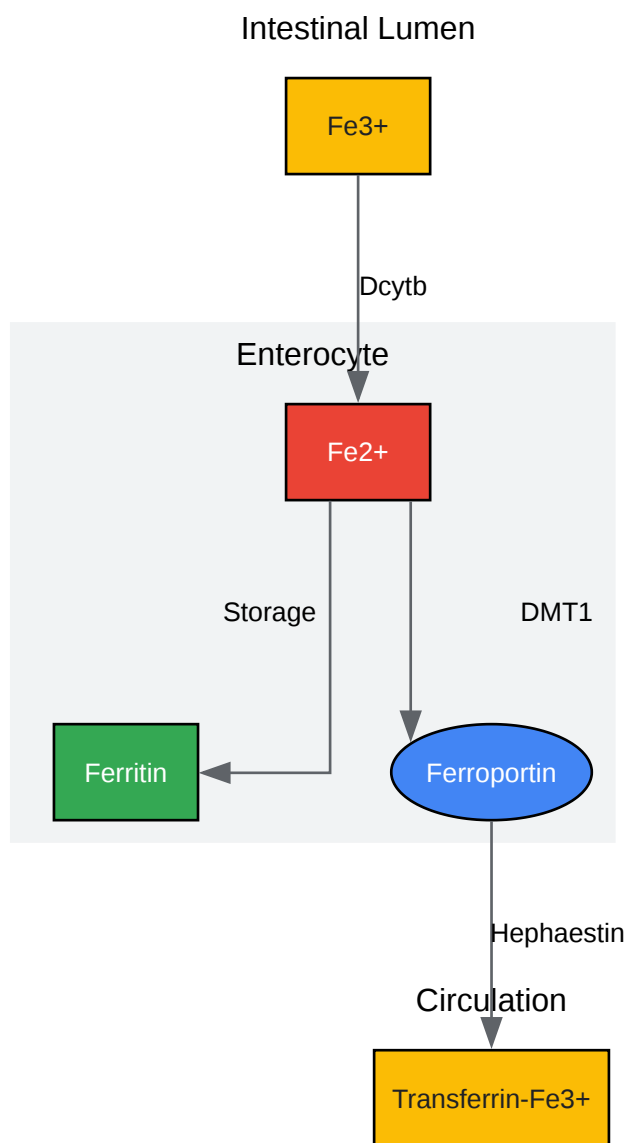 Intestinal Lumen
Fe3+
Dcytb
Enterocyte
Fe2+
Storage
DMT1
Ferritin
Ferroportin
Hephaestin
Circulation
Transferrin-Fe3+